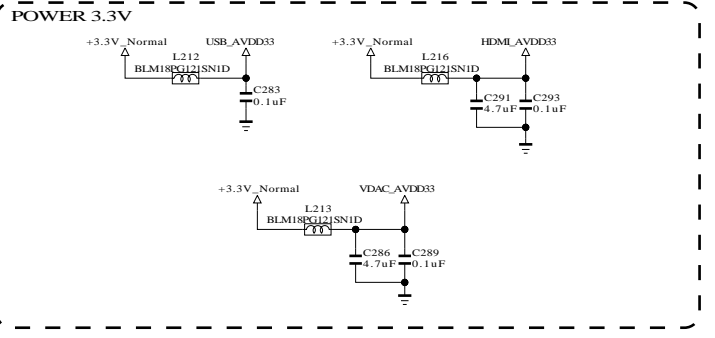 POWER 3.3V
+3.3V_Normal
USB_AVDD33
L212
BLM18PG121SN1D
C283
0.1uF
+3.3V_Normal
HDMI_AVDD33
L216
BLM18PG121SN1D
C291
4.7uF
C293
0.1uF
+3.3V_Normal
VDAC_AVDD33
L213
BLM18PG121SN1D
C286
4.7uF
C289
0.1uF